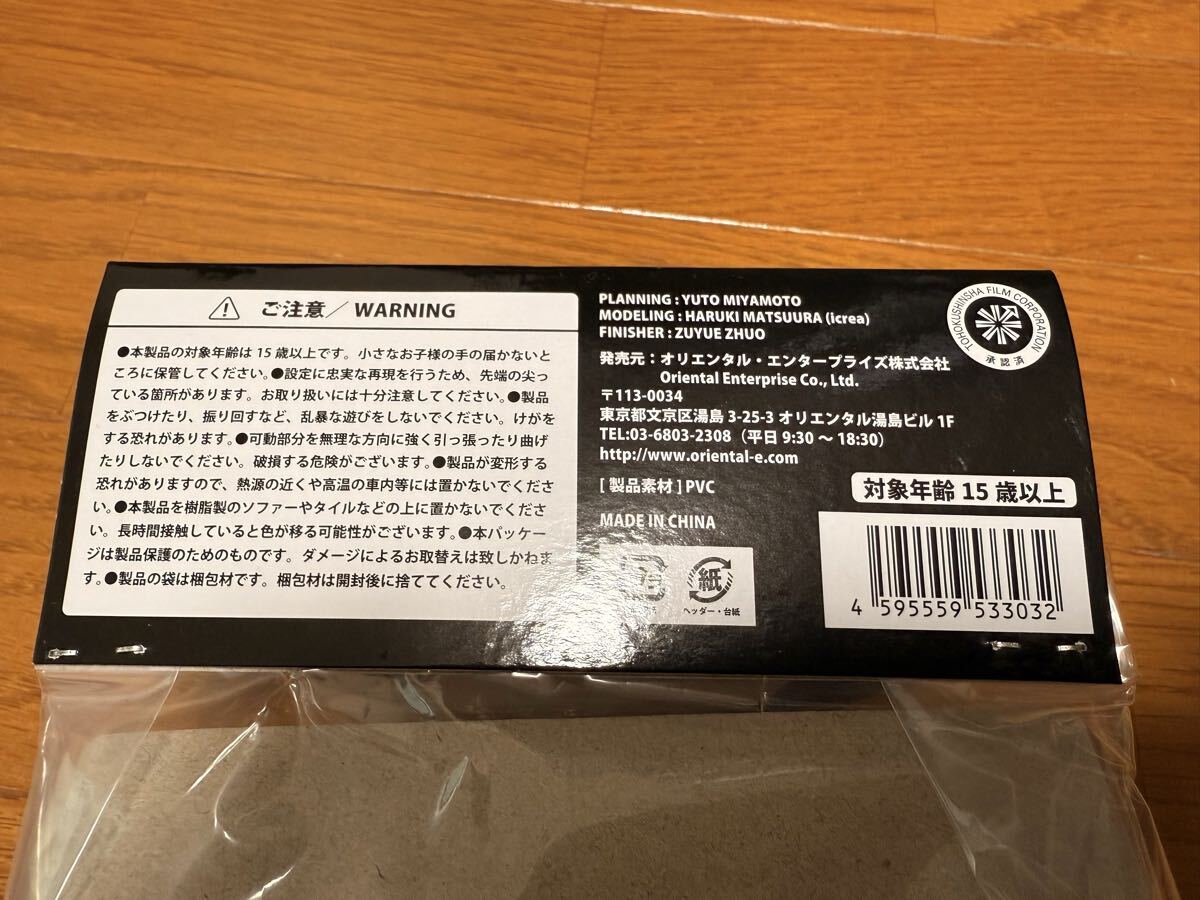 ご注意／WARNING
●本製品の対象年齢は15歳以上です。小さなお子様の手の届かないと
ころに保管してください。●設定に忠実な再現を行うため、先端の尖っ
ている箇所があります。お取り扱いには十分注意してください。●製品
をぶつけたり、振り回すなど、乱暴な遊びをしないでください。けがを
する恐れがあります。●可動部分を無理な方向に強く引っ張ったり曲げ
たりしないでください。破損する危険がございます。●製品が変形する
恐れがありますので、熱源の近くや高温の車内等には置かないでくださ
い。●本製品を樹脂製のソファーやタイルなどの上に置かないでくださ
い。長時間接触していると色が移る可能性がございます。●本パッケー
ジは製品保護のためのものです。ダメージによるお取替えは致しかねま
す。●製品の袋は梱包材です。梱包材は開封後に捨ててください。
PLANNING : YUTO MIYAMOTO
MODELING : HARUKI MATSUURA (icrea)
FINISHER : ZUYUE ZHUO
発売元：オリエンタル・エンタープライズ株式会社
Oriental Enterprise Co., Ltd.
〒113-0034
東京都文京区湯島 3-25-3 オリエンタル湯島ビル 1F
TEL:03-6803-2308（平日 9:30 〜 18:30）
http://www.oriental-e.com
[ 製品素材 ] PVC
MADE IN CHINA
紙
ヘッダー・台紙
TOHOKUSHINSHA FILM CORPORATION
承認済
対象年齢 15 歳以上
4 595559 533032